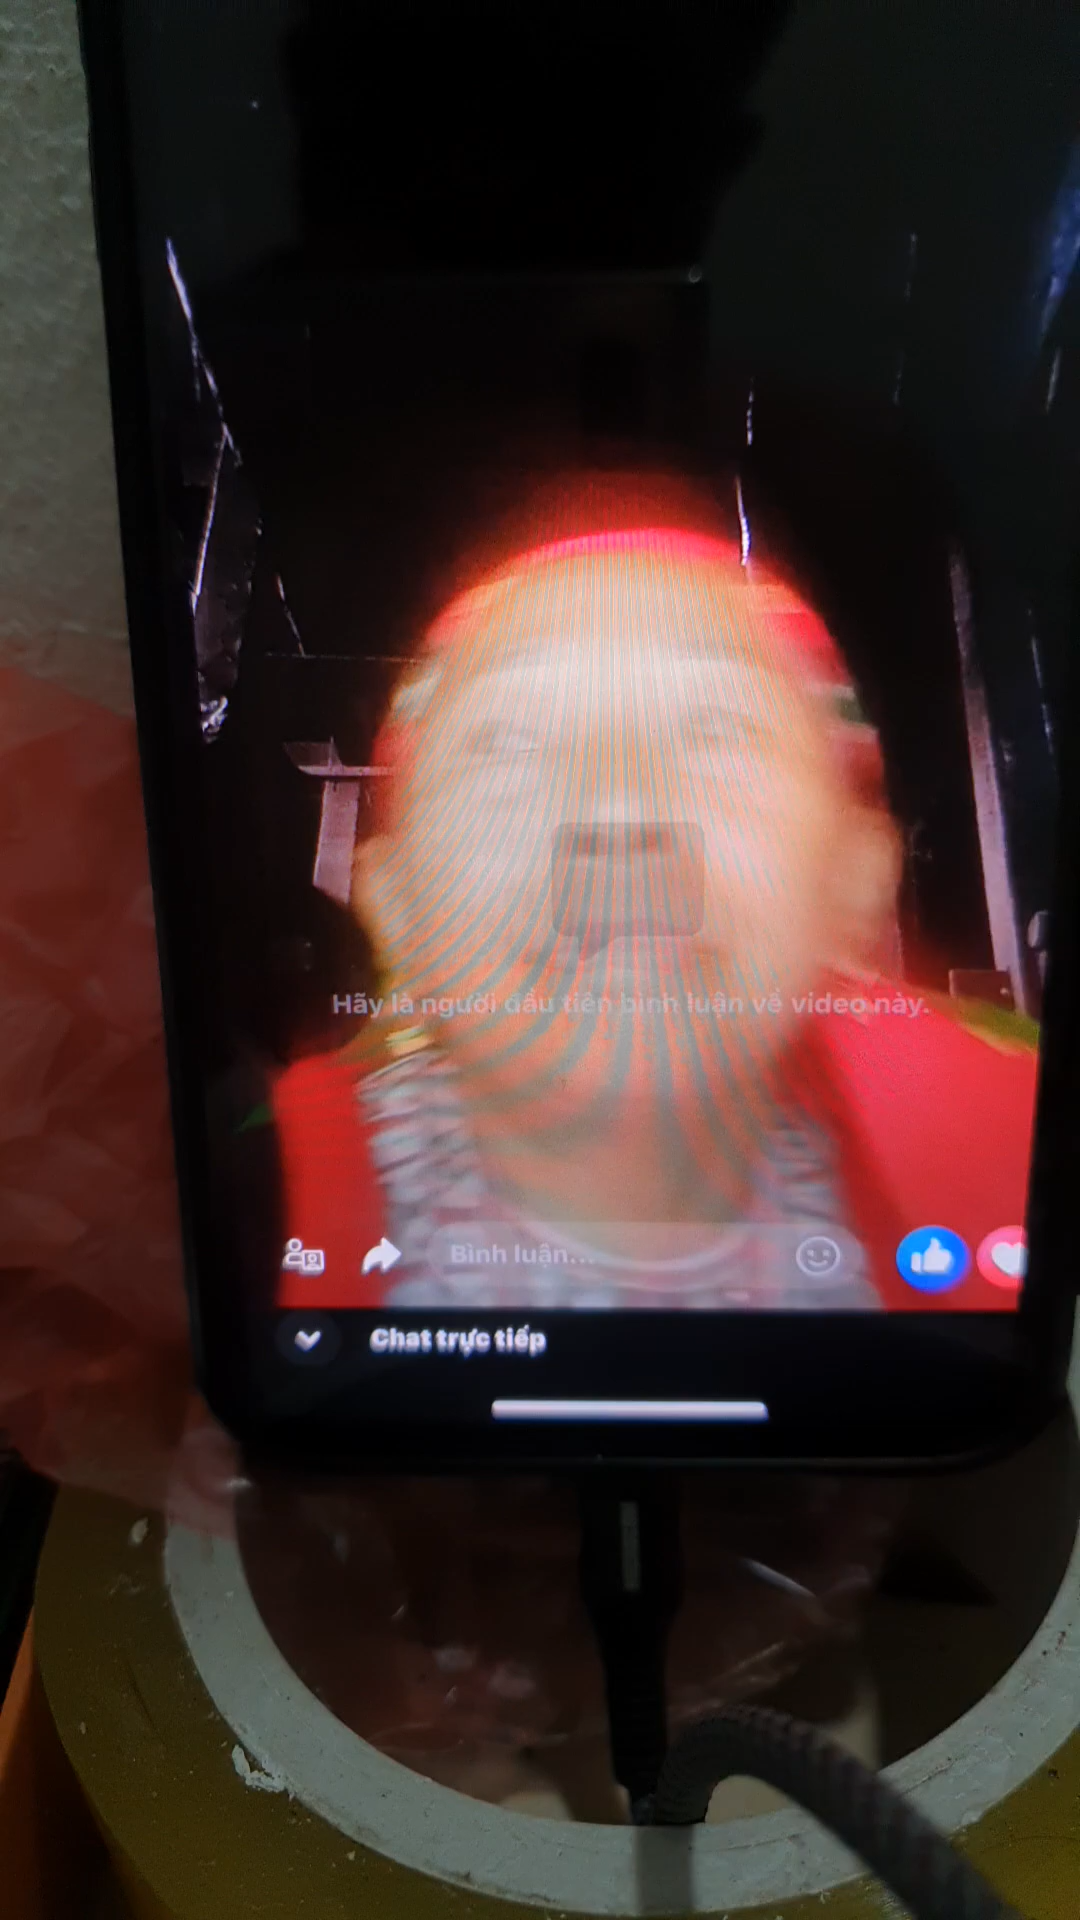 Hãy là người đầu tiên bình luận về video này.
Bình luận...
Chat trực tiếp